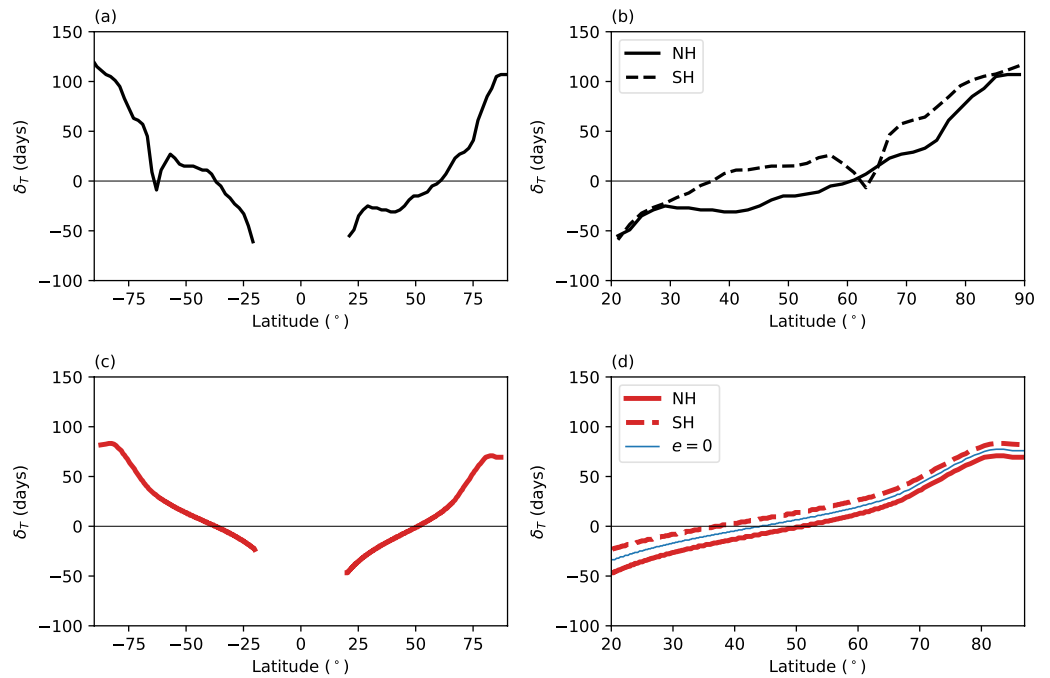 (a)
150
100
50
0
−50
−100
δT (days)
−75 −50 −25 0 25 50 75
Latitude (°)
(b)
NH
SH
150
100
50
0
−50
−100
δT (days)
20 30 40 50 60 70 80 90
Latitude (°)
(c)
150
100
50
0
−50
−100
δT (days)
−75 −50 −25 0 25 50 75
Latitude (°)
(d)
NH
SH
e = 0
150
100
50
0
−50
−100
δT (days)
20 30 40 50 60 70 80
Latitude (°)